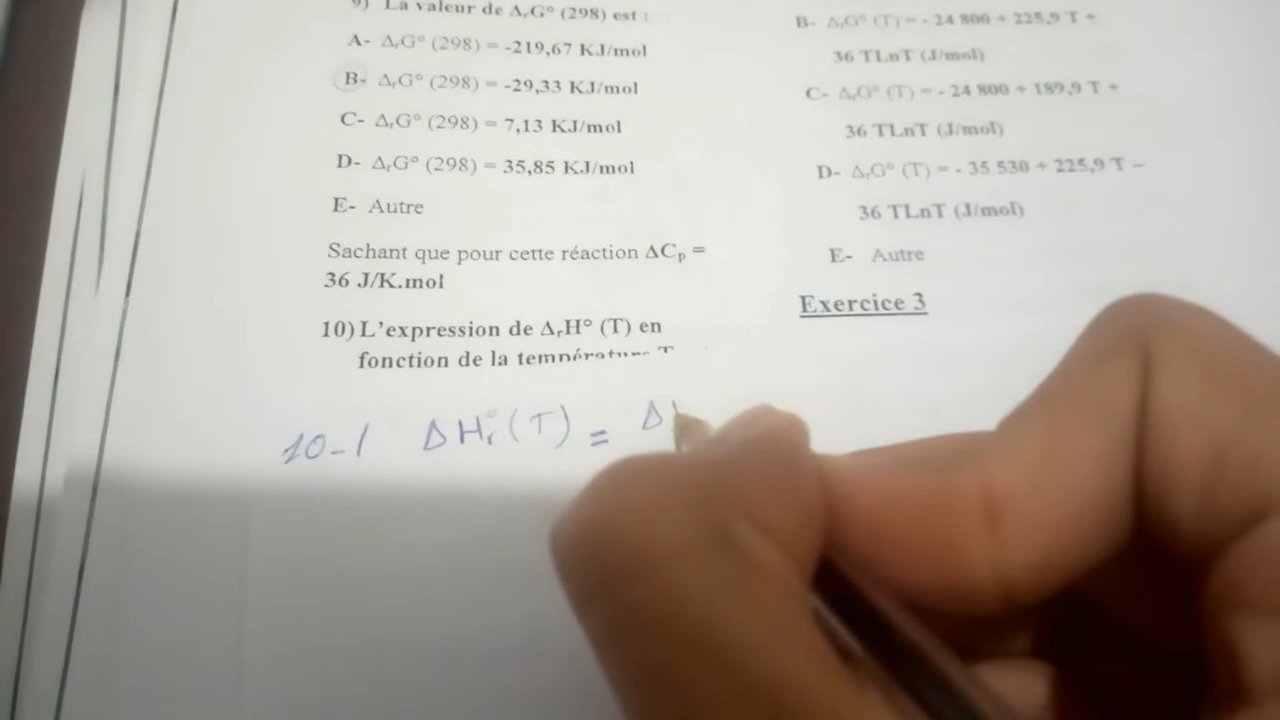 9) La valeur de ΔrG° (298) est :
A- ΔrG° (298) = -219,67 KJ/mol
B- ΔrG° (298) = -29,33 KJ/mol
C- ΔrG° (298) = 7,13 KJ/mol
D- ΔrG° (298) = 35,85 KJ/mol
E- Autre
Sachant que pour cette réaction ΔCp =
36 J/K.mol
10) L'expression de ΔrH° (T) en
fonction de la température T
10-1 ΔHr°(T) = Δ
B- ΔrG° (T) = - 24 800 + 225,9 T +
36 TLnT (J/mol)
C- ΔrG° (T) = - 24 800 + 189,9 T +
36 TLnT (J/mol)
D- ΔrG° (T) = - 35 530 + 225,9 T –
36 TLnT (J/mol)
E- Autre
Exercice 3